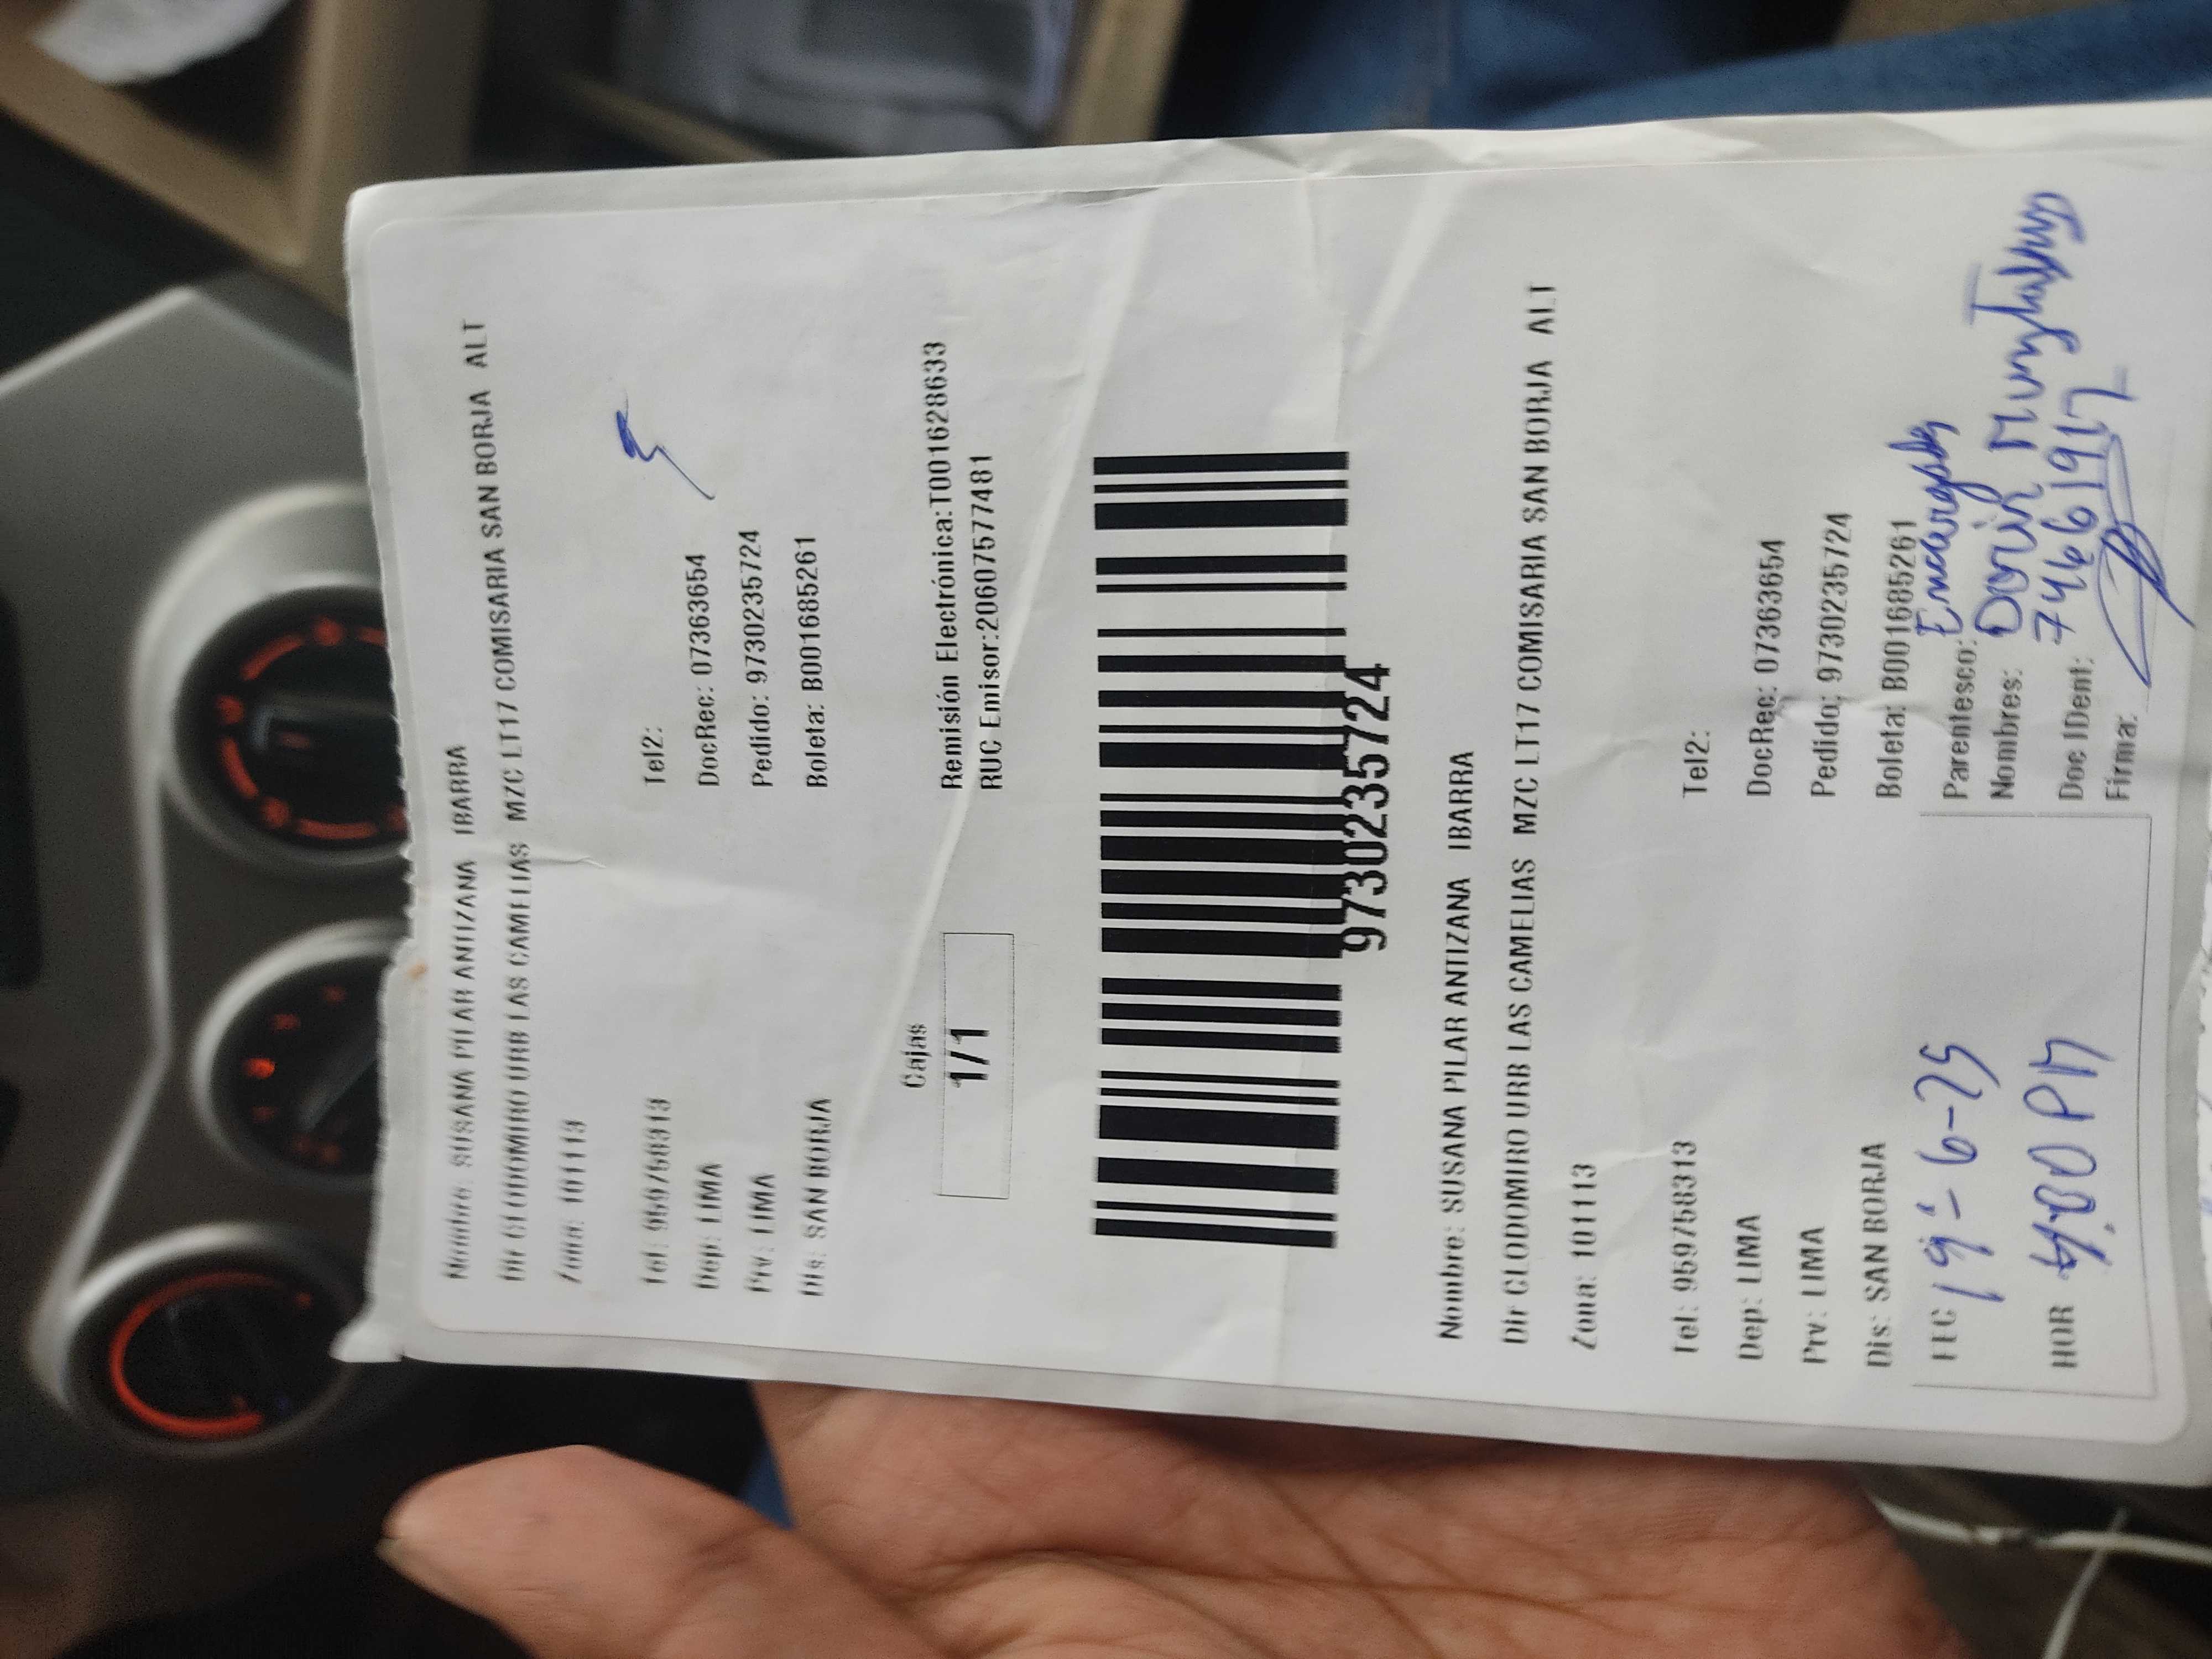 Nombre: SUSANA PILAR ANTIZANA IBARRA
Dir CLODOMIRO URB LAS CAMELIAS MZC LT17 COMISARIA SAN BORJA ALT
Zona: 101113
Tel: 959758313 Tel2:
Dep: LIMA DocRec: 07363654
Prv: LIMA Pedido: 9730235724
Dis: SAN BORJA Boleta: B001685261
Cajas
1/1
Remisión Electrónica:T001628633
RUC Emisor:20607577481
9730235724
Nombre: SUSANA PILAR ANTIZANA IBARRA
Dir CLODOMIRO URB LAS CAMELIAS MZC LT17 COMISARIA SAN BORJA ALT
Zona: 101113
Tel: 959758313 Tel2:
Dep: LIMA DocRec: 07363654
Prv: LIMA Pedido: 9730235724
Dis: SAN BORJA Boleta: B001685261
FEC 19-6-25
HOR 4:00 PM
Parentesco:
Nombres:
Doc IDent: 74661917
Firma: